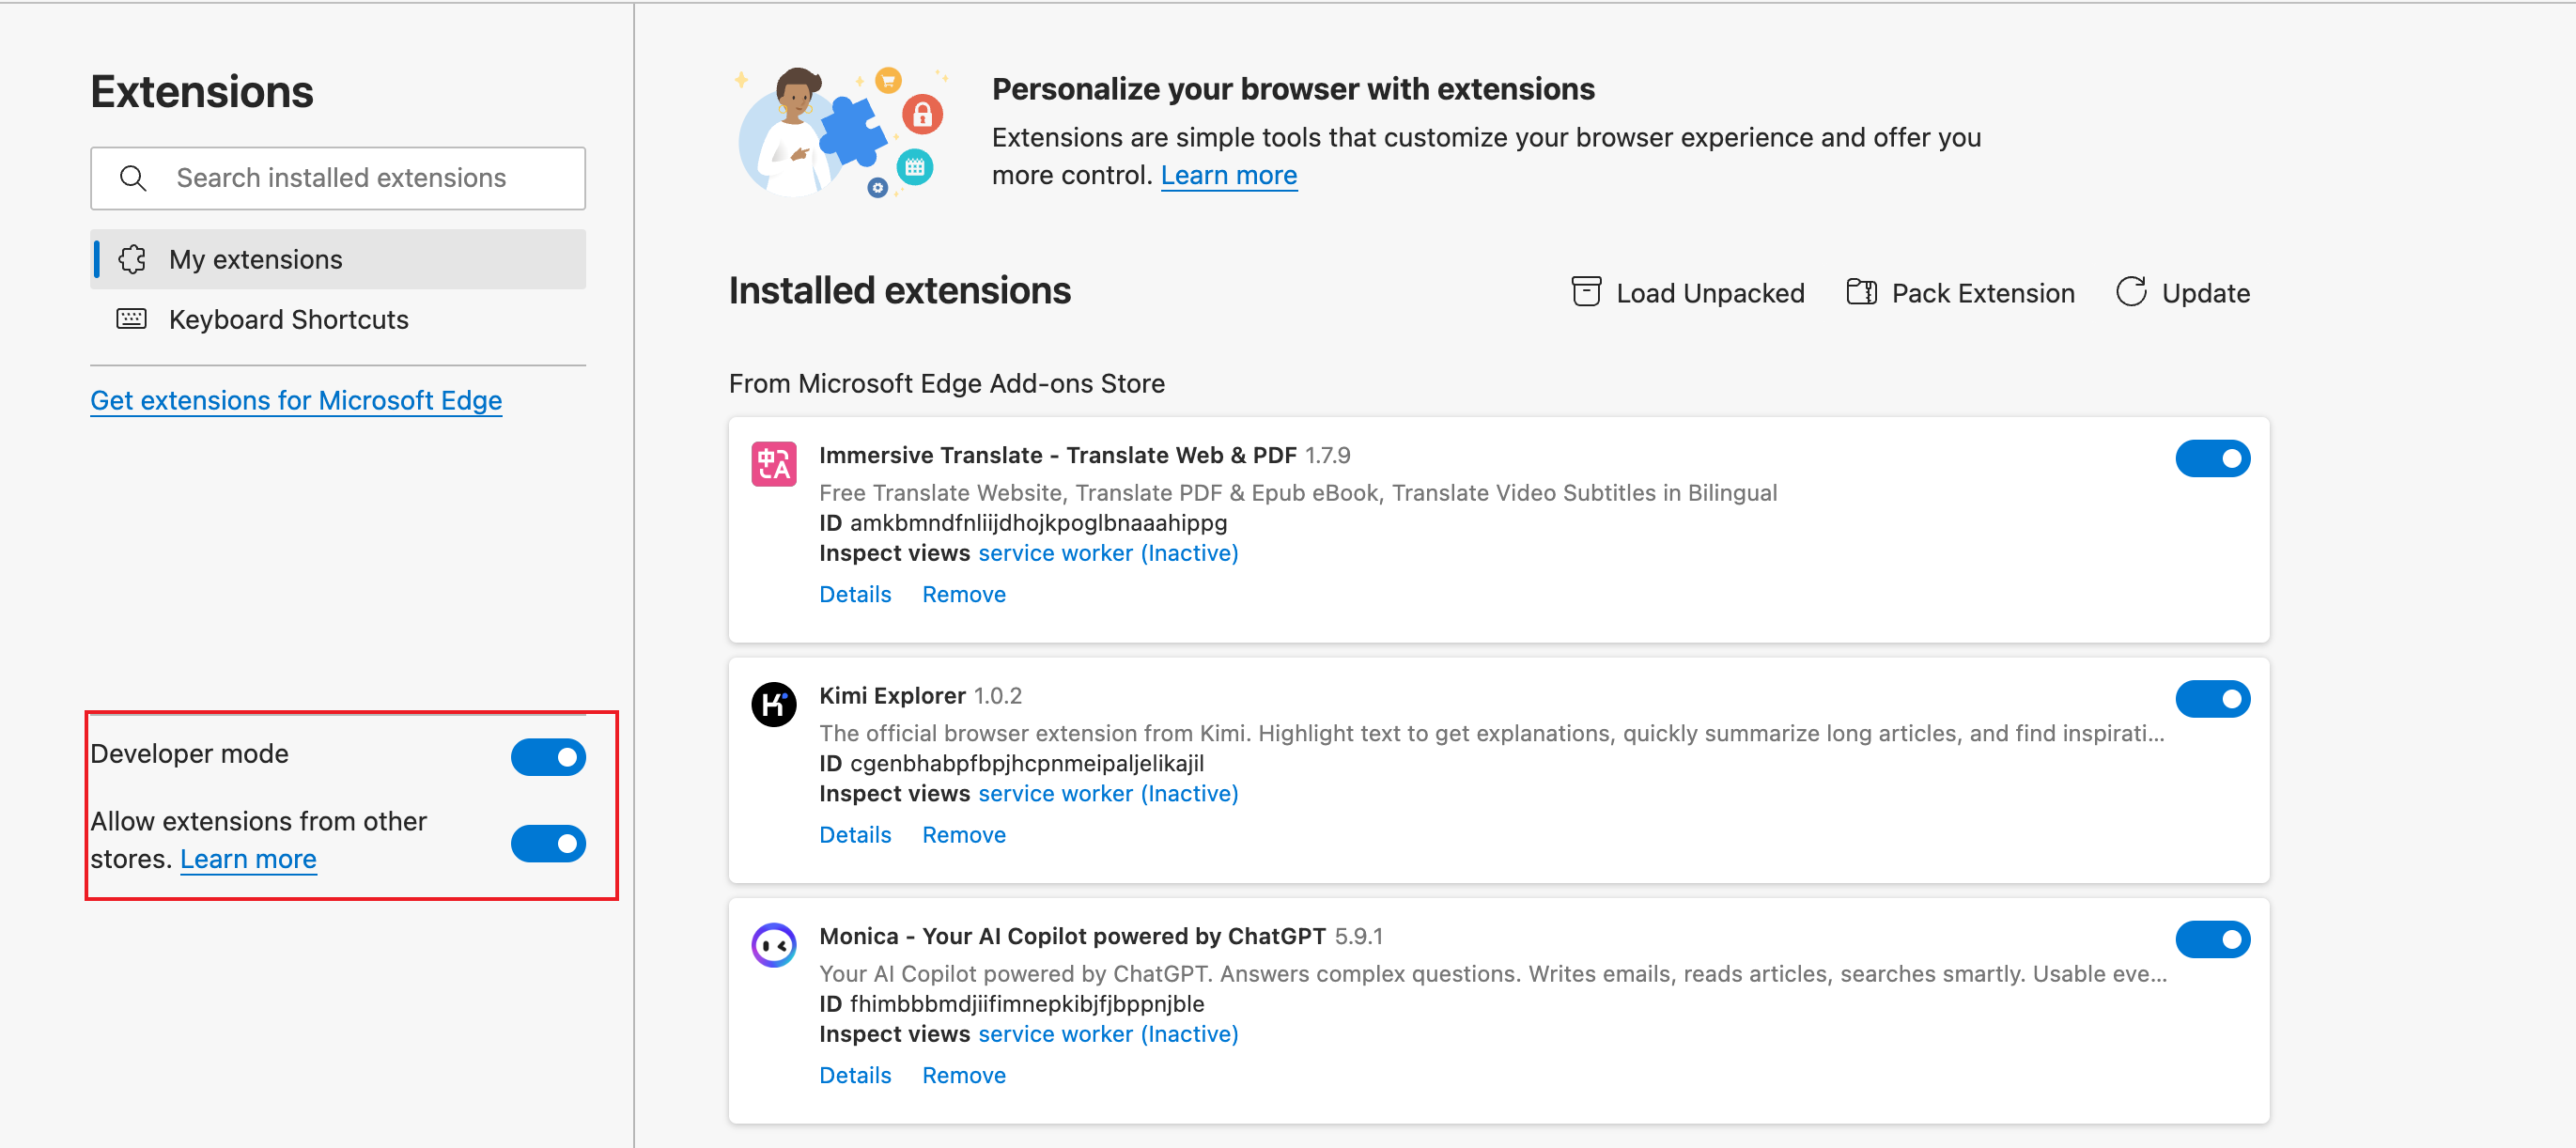 Extensions
Search installed extensions
My extensions
Keyboard Shortcuts
Get extensions for Microsoft Edge
Developer mode
Allow extensions from other
stores. Learn more
Personalize your browser with extensions
Extensions are simple tools that customize your browser experience and offer you
more control. Learn more
Installed extensions
Load Unpacked
Pack Extension
Update
From Microsoft Edge Add-ons Store
Immersive Translate - Translate Web & PDF 1.7.9
Free Translate Website, Translate PDF & Epub eBook, Translate Video Subtitles in Bilingual
ID amkbmndfnliijdhojkpoglbnaaahippg
Inspect views service worker (Inactive)
Details Remove
Kimi Explorer 1.0.2
The official browser extension from Kimi. Highlight text to get explanations, quickly summarize long articles, and find inspirati...
ID cgenbhabpfbpjhcpnmeipaljelikajil
Inspect views service worker (Inactive)
Details Remove
Monica - Your AI Copilot powered by ChatGPT 5.9.1
Your AI Copilot powered by ChatGPT. Answers complex questions. Writes emails, reads articles, searches smartly. Usable eve...
ID fhimbbbmdjiifimnepkibjfjbppnjble
Inspect views service worker (Inactive)
Details Remove